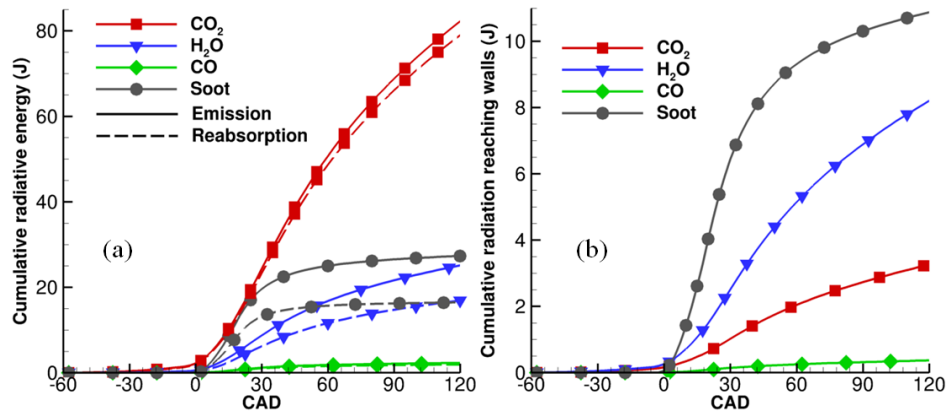 80
60
40
20
0
-60
-30
0
30
60
90
120
CAD
Cumulative radiative energy (J)
CO₂
H₂O
CO
Soot
Emission
Reabsorption
(a)
10
8
6
4
2
0
-60
-30
0
30
60
90
120
CAD
Cumulative radiation reaching walls (J)
CO₂
H₂O
CO
Soot
(b)